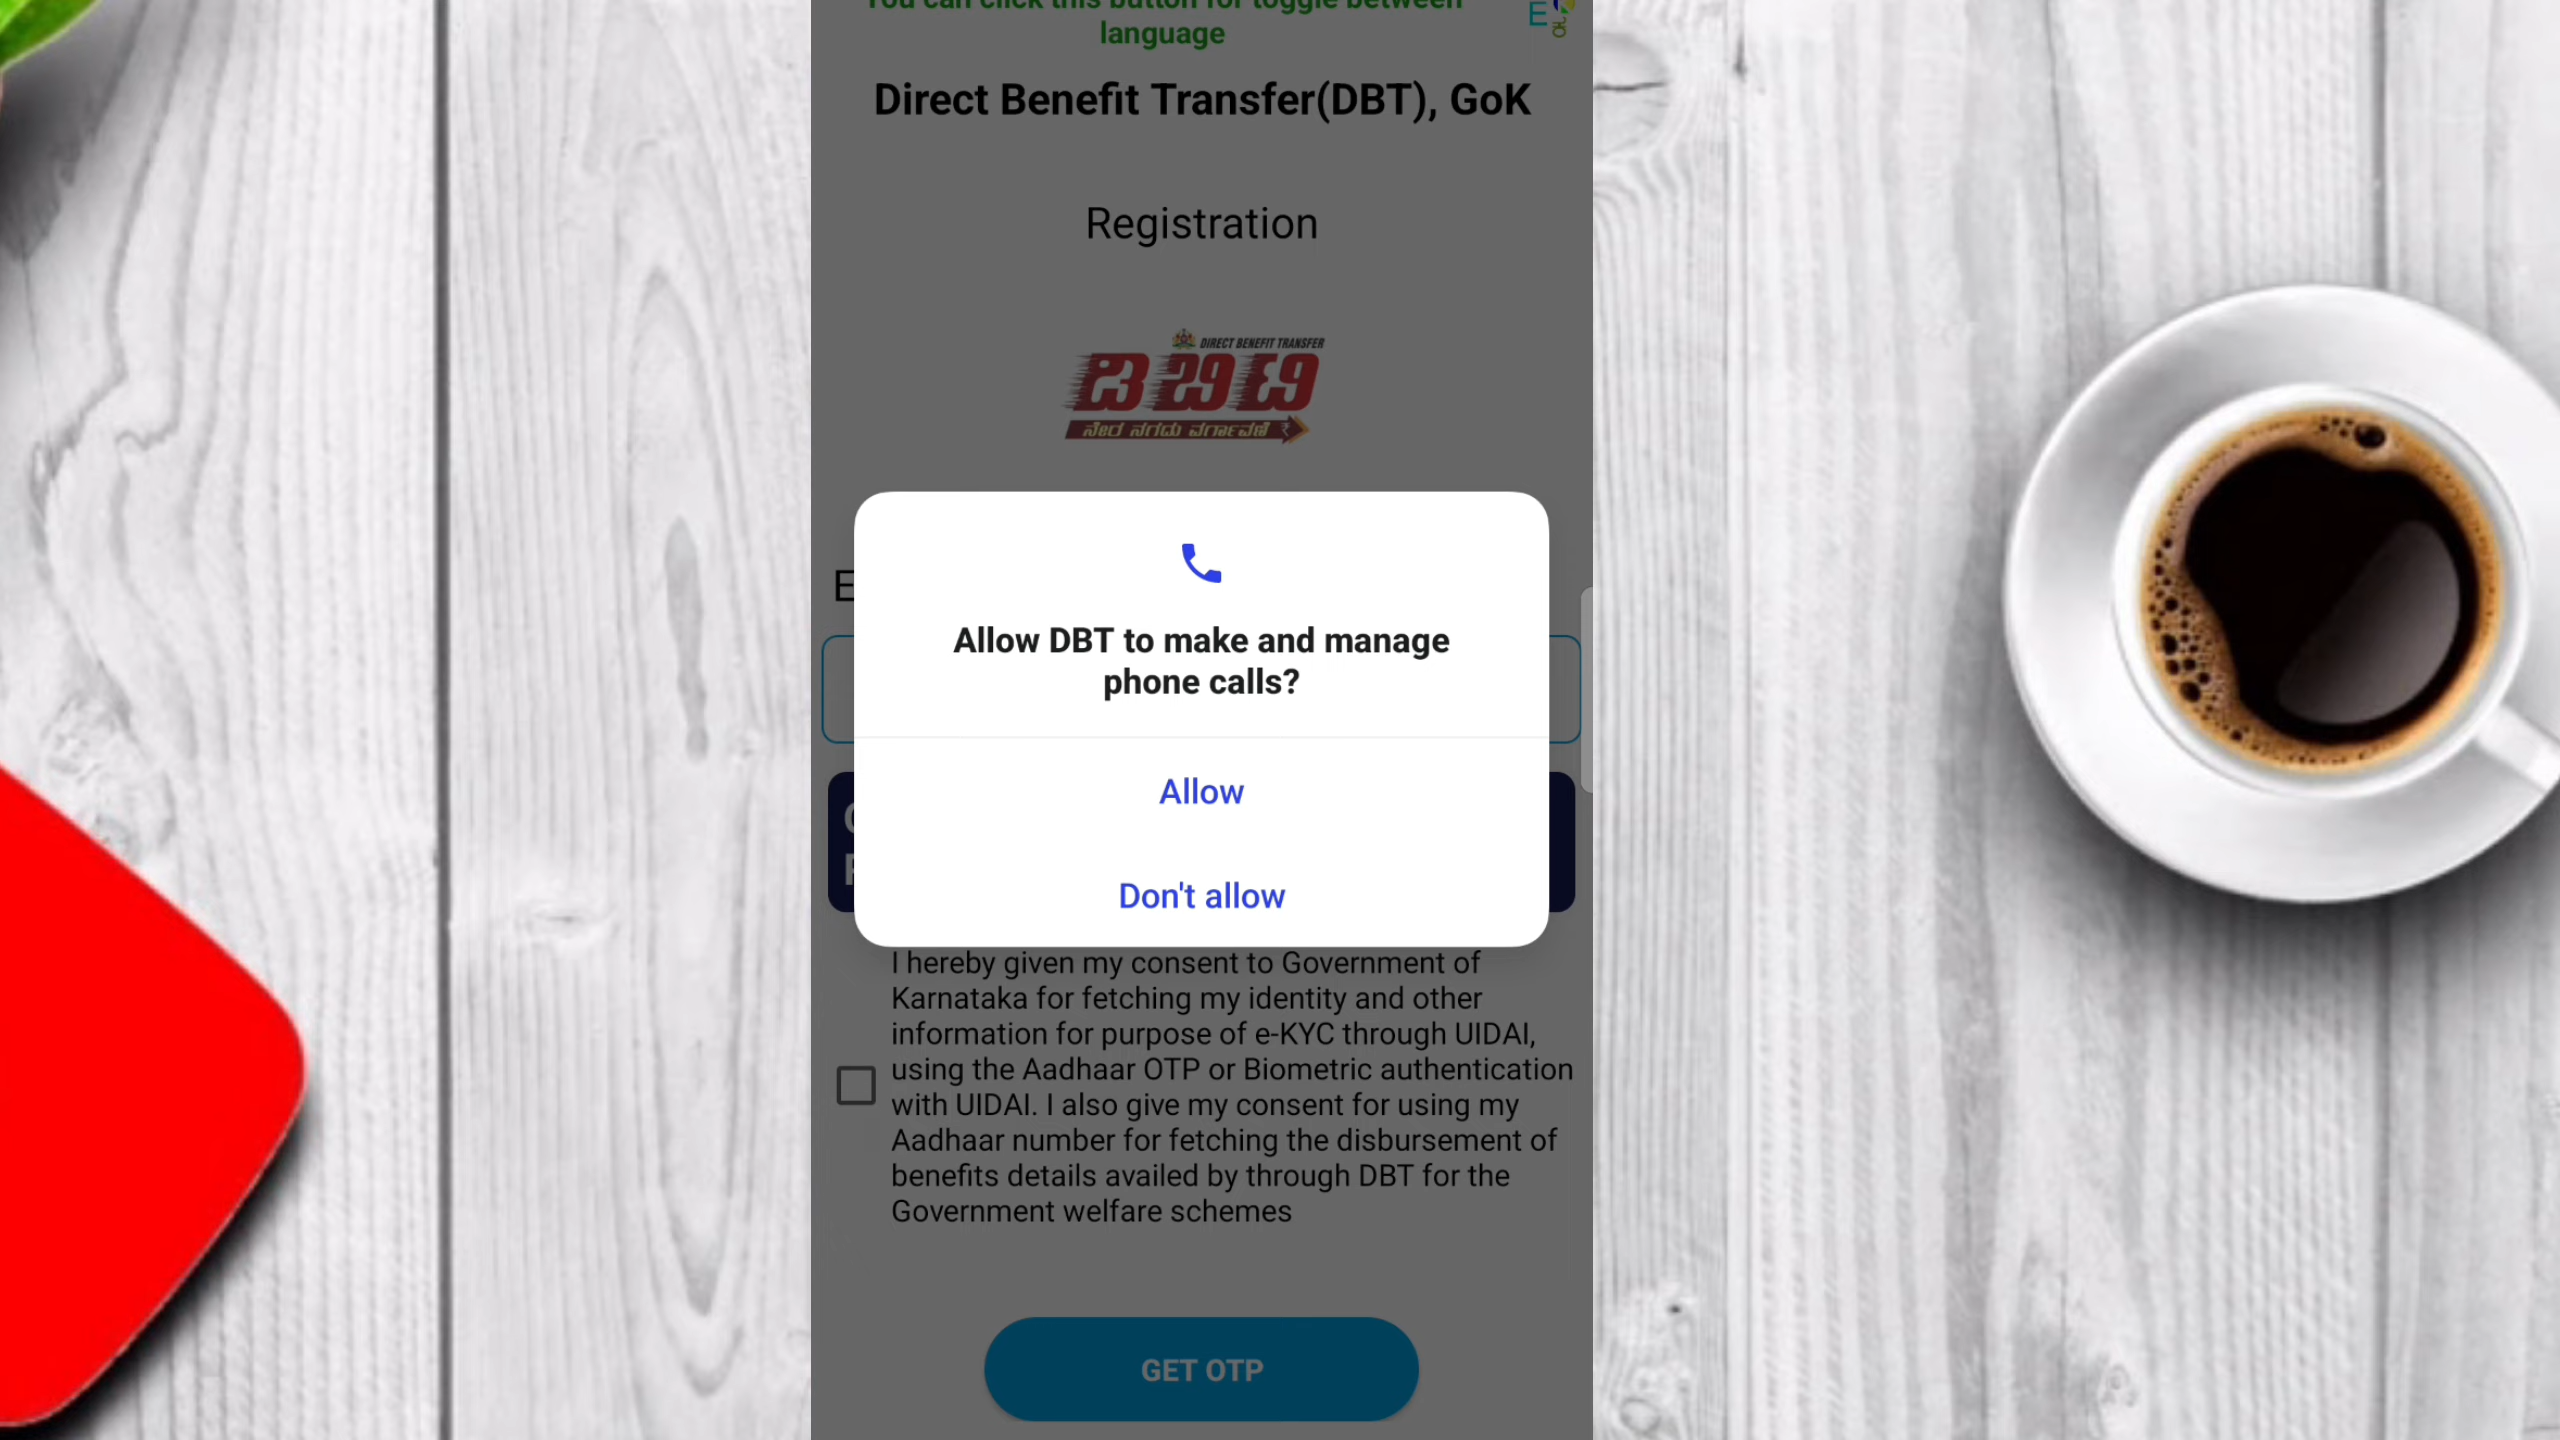 You can click this button for toggle between
language
Direct Benefit Transfer(DBT), GoK
Registration
DIRECT BENEFIT TRANSFER
ಡಿಬಿಟಿ
ನೇರ ನಗದು ವರ್ಗಾವಣೆ
Allow DBT to make and manage
phone calls?
Allow
Don't allow
I hereby given my consent to Government of
Karnataka for fetching my identity and other
information for purpose of e-KYC through UIDAI,
using the Aadhaar OTP or Biometric authentication
with UIDAI. I also give my consent for using my
Aadhaar number for fetching the disbursement of
benefits details availed by through DBT for the
Government welfare schemes
GET OTP